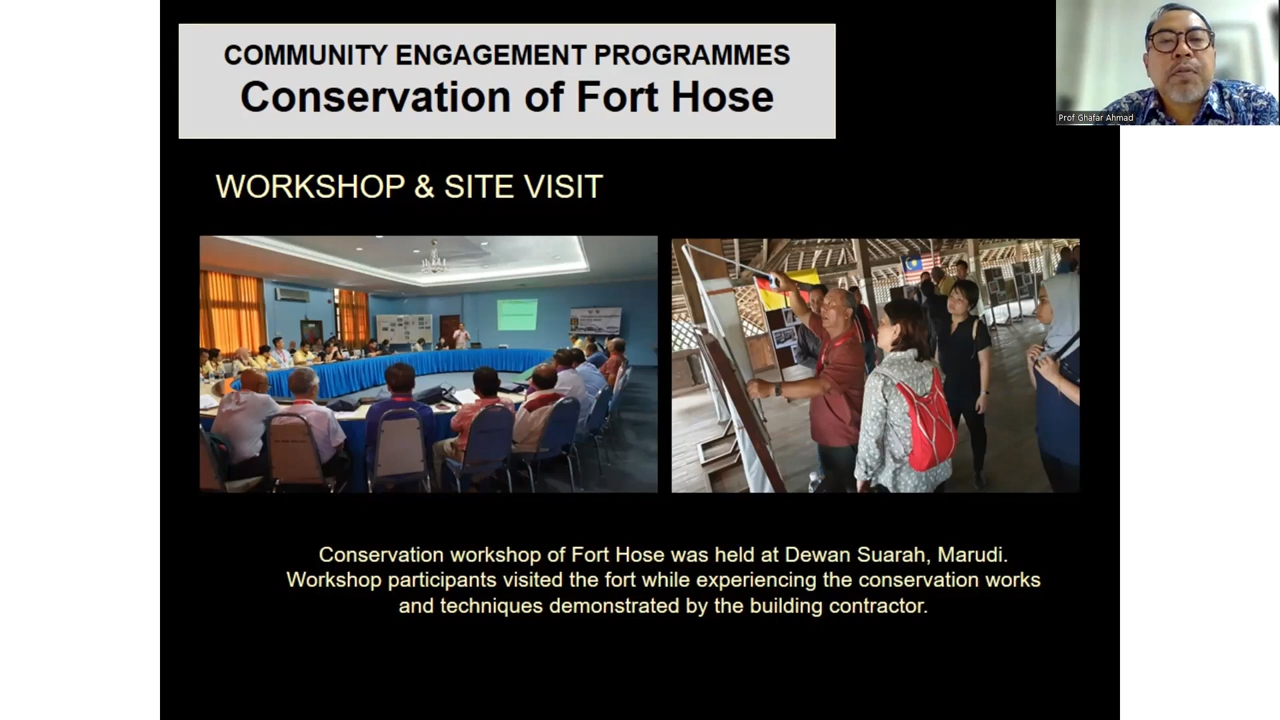 COMMUNITY ENGAGEMENT PROGRAMMES
Conservation of Fort Hose
Prof Ghafar Ahmad
WORKSHOP & SITE VISIT
Conservation workshop of Fort Hose was held at Dewan Suarah, Marudi.
Workshop participants visited the fort while experiencing the conservation works
and techniques demonstrated by the building contractor.